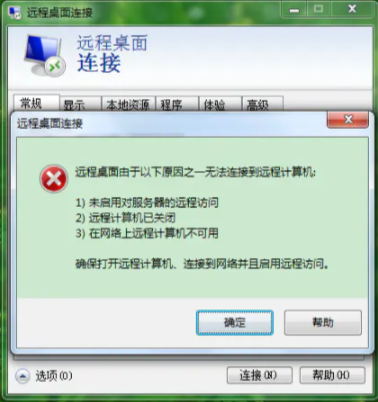 远程桌面连接
远程桌面
连接
常规 显示 本地资源 程序 体验 高级
远程桌面连接
远程桌面由于以下原因之一无法连接到远程计算机:
1) 未启用对服务器的远程访问
2) 远程计算机已关闭
3) 在网络上远程计算机不可用
确保打开远程计算机、连接到网络并且启用远程访问。
确定 帮助
选项(O) 连接(N) 帮助(H)